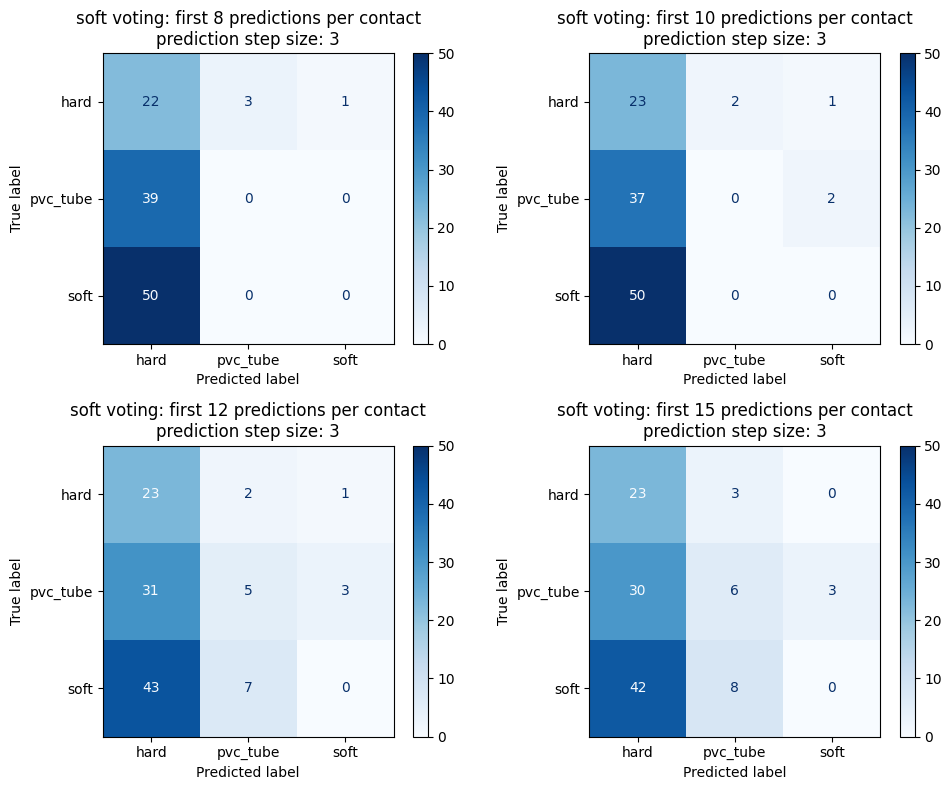 soft voting: first 8 predictions per contact
prediction step size: 3
True label
hard
22
3
1
pvc_tube
39
0
0
soft
50
0
0
hard
pvc_tube
soft
Predicted label
50
40
30
20
10
0
soft voting: first 10 predictions per contact
prediction step size: 3
True label
hard
23
2
1
pvc_tube
37
0
2
soft
50
0
0
hard
pvc_tube
soft
Predicted label
50
40
30
20
10
0
soft voting: first 12 predictions per contact
prediction step size: 3
True label
hard
23
2
1
pvc_tube
31
5
3
soft
43
7
0
hard
pvc_tube
soft
Predicted label
50
40
30
20
10
0
soft voting: first 15 predictions per contact
prediction step size: 3
True label
hard
23
3
0
pvc_tube
30
6
3
soft
42
8
0
hard
pvc_tube
soft
Predicted label
50
40
30
20
10
0